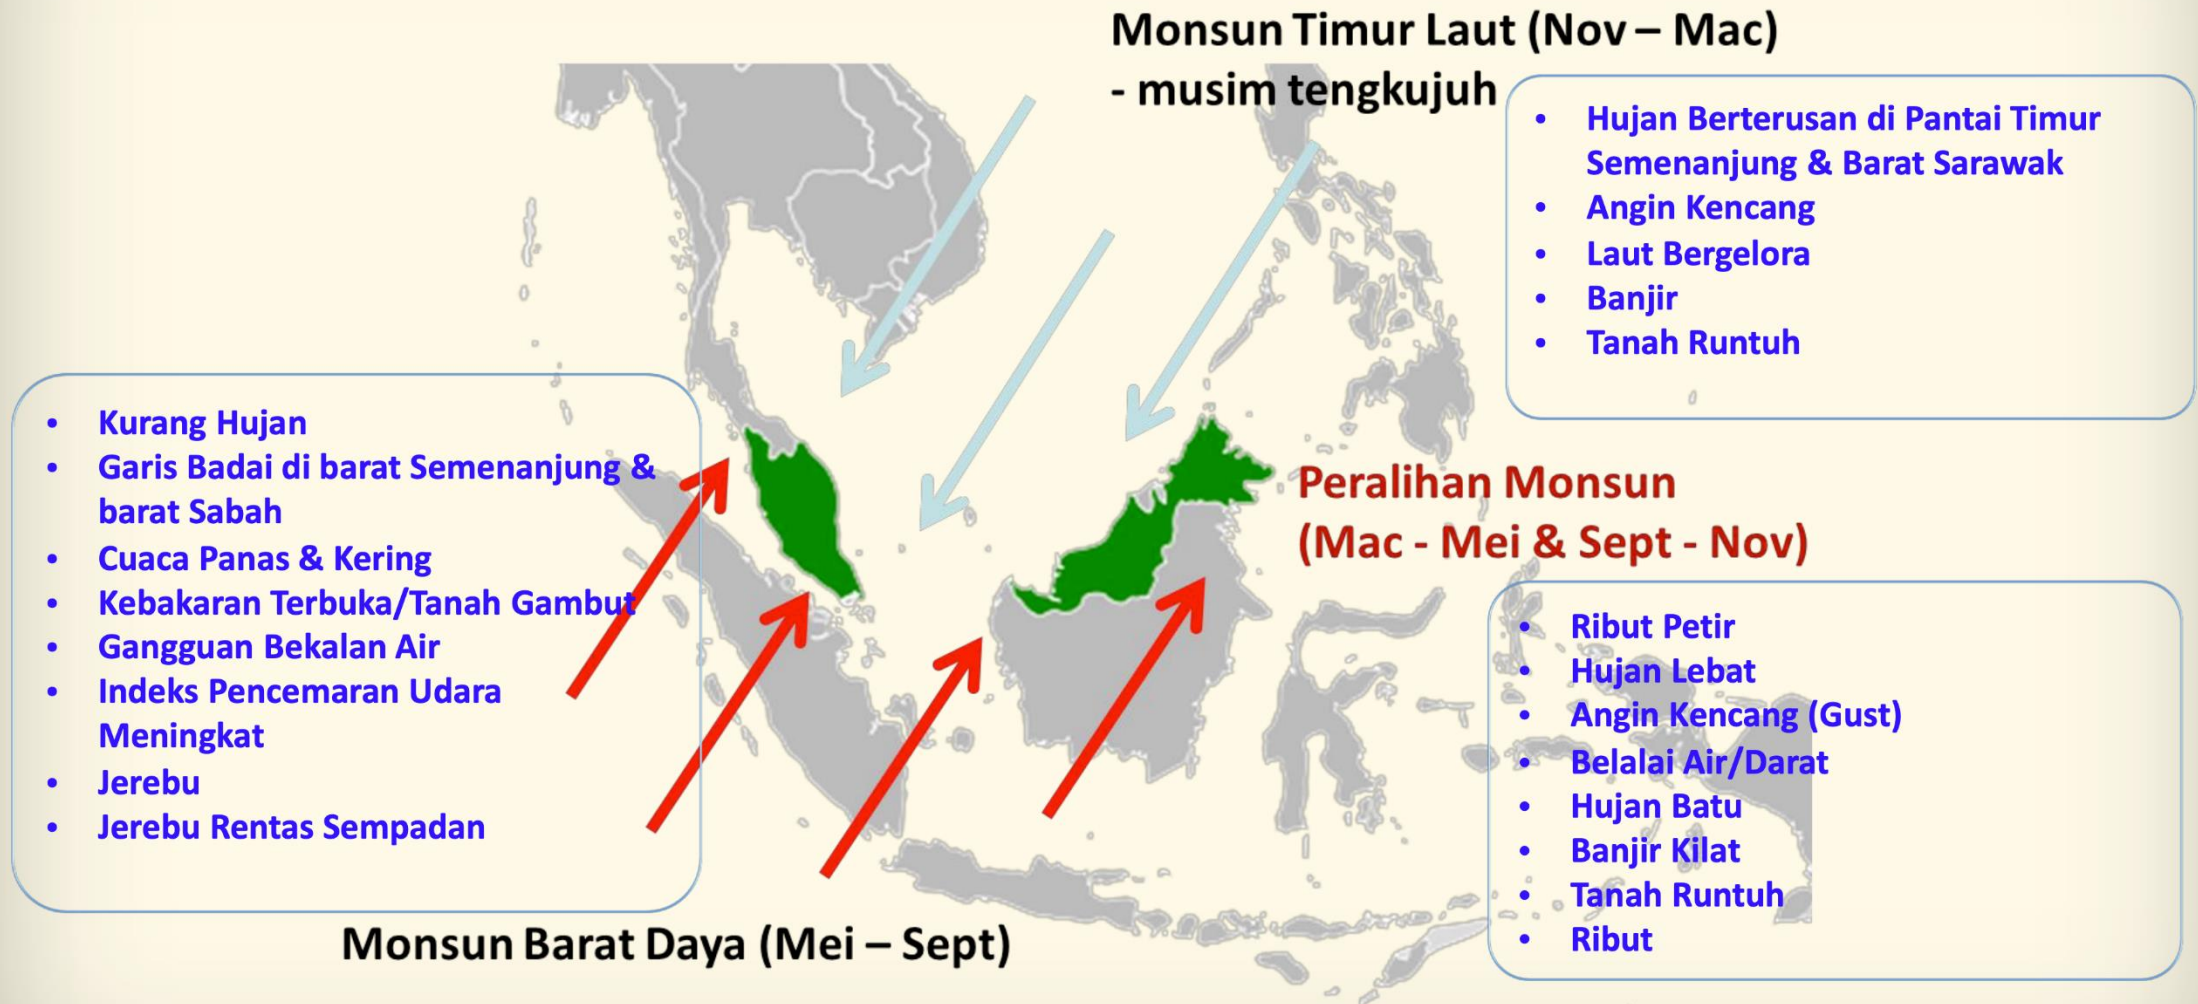 Monsun Timur Laut (Nov – Mac)
- musim tengkujuh
• Hujan Berterusan di Pantai Timur
Semenanjung & Barat Sarawak
• Angin Kencang
• Laut Bergelora
• Banjir
• Tanah Runtuh
• Kurang Hujan
• Garis Badai di barat Semenanjung &
barat Sabah
• Cuaca Panas & Kering
• Kebakaran Terbuka/Tanah Gambut
• Gangguan Bekalan Air
• Indeks Pencemaran Udara
Meningkat
• Jerebu
• Jerebu Rentas Sempadan
Monsun Barat Daya (Mei – Sept)
Peralihan Monsun
(Mac - Mei & Sept - Nov)
• Ribut Petir
• Hujan Lebat
• Angin Kencang (Gust)
• Belalai Air/Darat
• Hujan Batu
• Banjir Kilat
• Tanah Runtuh
• Ribut